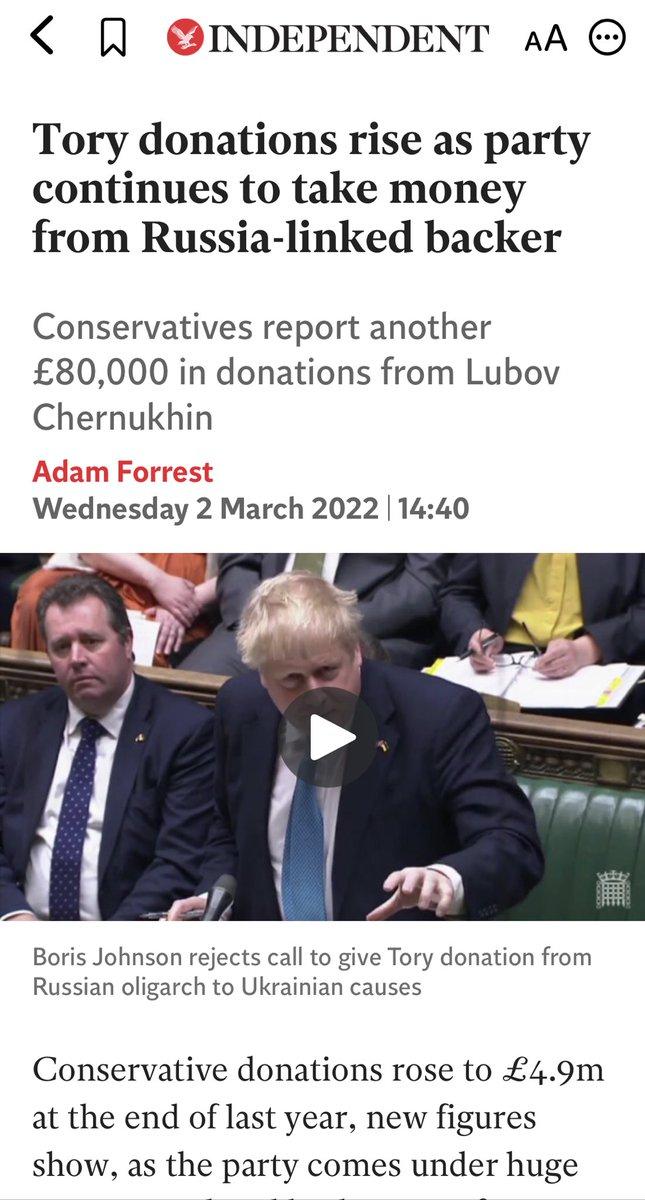 INDEPENDENT
AA
Tory donations rise as party
continues to take money
from Russia-linked backer
Conservatives report another
£80,000 in donations from Lubov
Chernukhin
Adam Forrest
Wednesday 2 March 2022 | 14:40
Boris Johnson rejects call to give Tory donation from
Russian oligarch to Ukrainian causes
Conservative donations rose to £4.9m
at the end of last year, new figures
show, as the party comes under huge